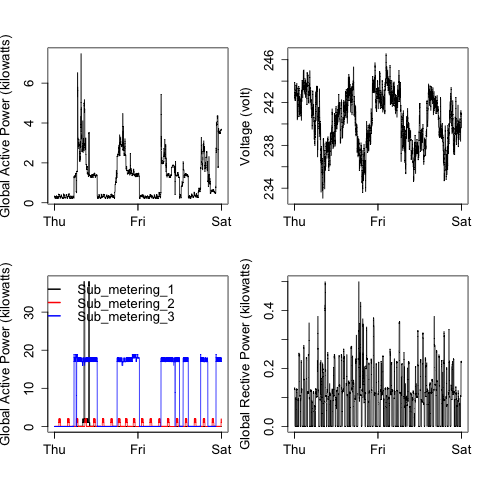 Global Active Power (kilowatts)
6
4
2
0
Thu
Fri
Sat
Voltage (volt)
246
242
238
234
Thu
Fri
Sat
Global Active Power (kilowatts)
30
20
10
0
Sub_metering_1
Sub_metering_2
Sub_metering_3
Thu
Fri
Sat
Global Rective Power (kilowatts)
0.4
0.2
0.0
Thu
Fri
Sat